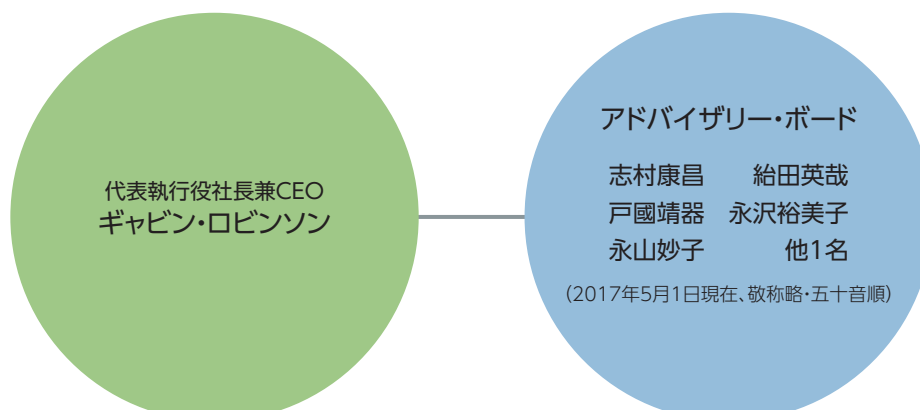 代表執行役社長兼CEO
ギャビン・ロビンソン
アドバイザリー・ボード
志村康昌 紿田英哉
戸國靖器 永沢裕美子
永山妙子 他1名
(2017年5月1日現在、敬称略・五十音順)